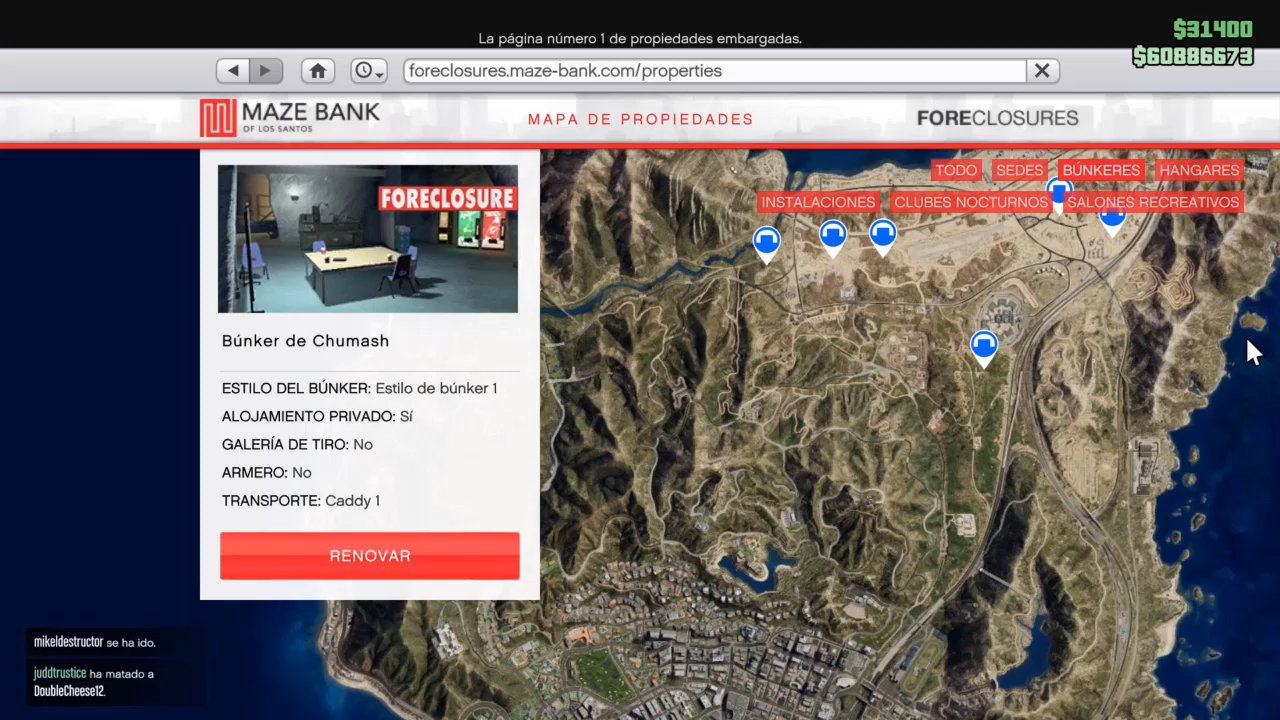 La página número 1 de propiedades embargadas.
$31400
$60886673
foreclosures.maze-bank.com/properties
MAZE BANK
OF LOS SANTOS
MAPA DE PROPIEDADES
FORECLOSURES
FORECLOSURE
TODO
SEDES
BÚNKERES
HANGARES
INSTALACIONES
CLUBES NOCTURNOS
SALONES RECREATIVOS
Búnker de Chumash
ESTILO DEL BÚNKER: Estilo de búnker 1
ALOJAMIENTO PRIVADO: Sí
GALERÍA DE TIRO: No
ARMERO: No
TRANSPORTE: Caddy 1
RENOVAR
mikeldestructor se ha ido.
juddtrustice ha matado a
DoubleCheese12.